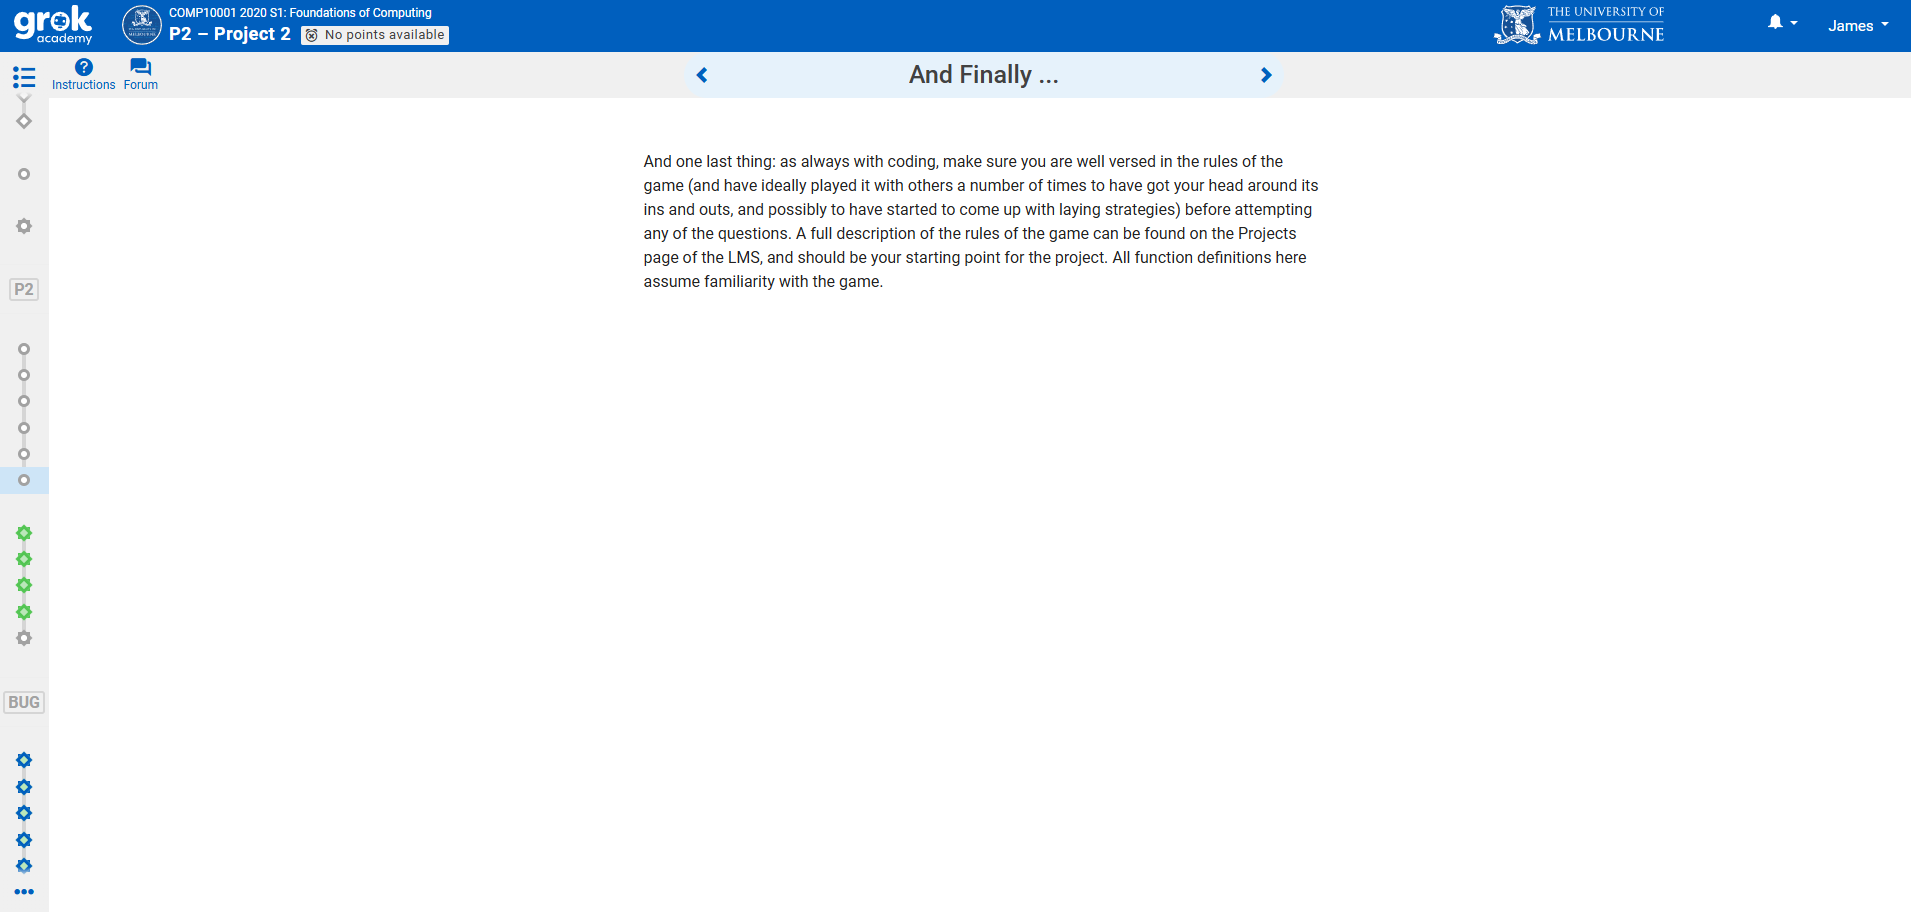 grok
academy
COMP10001 2020 S1: Foundations of Computing
P2 – Project 2
No points available
THE UNIVERSITY OF
MELBOURNE
James
Instructions
Forum
And Finally ...
And one last thing: as always with coding, make sure you are well versed in the rules of the
game (and have ideally played it with others a number of times to have got your head around its
ins and outs, and possibly to have started to come up with laying strategies) before attempting
any of the questions. A full description of the rules of the game can be found on the Projects
page of the LMS, and should be your starting point for the project. All function definitions here
assume familiarity with the game.
P2
BUG